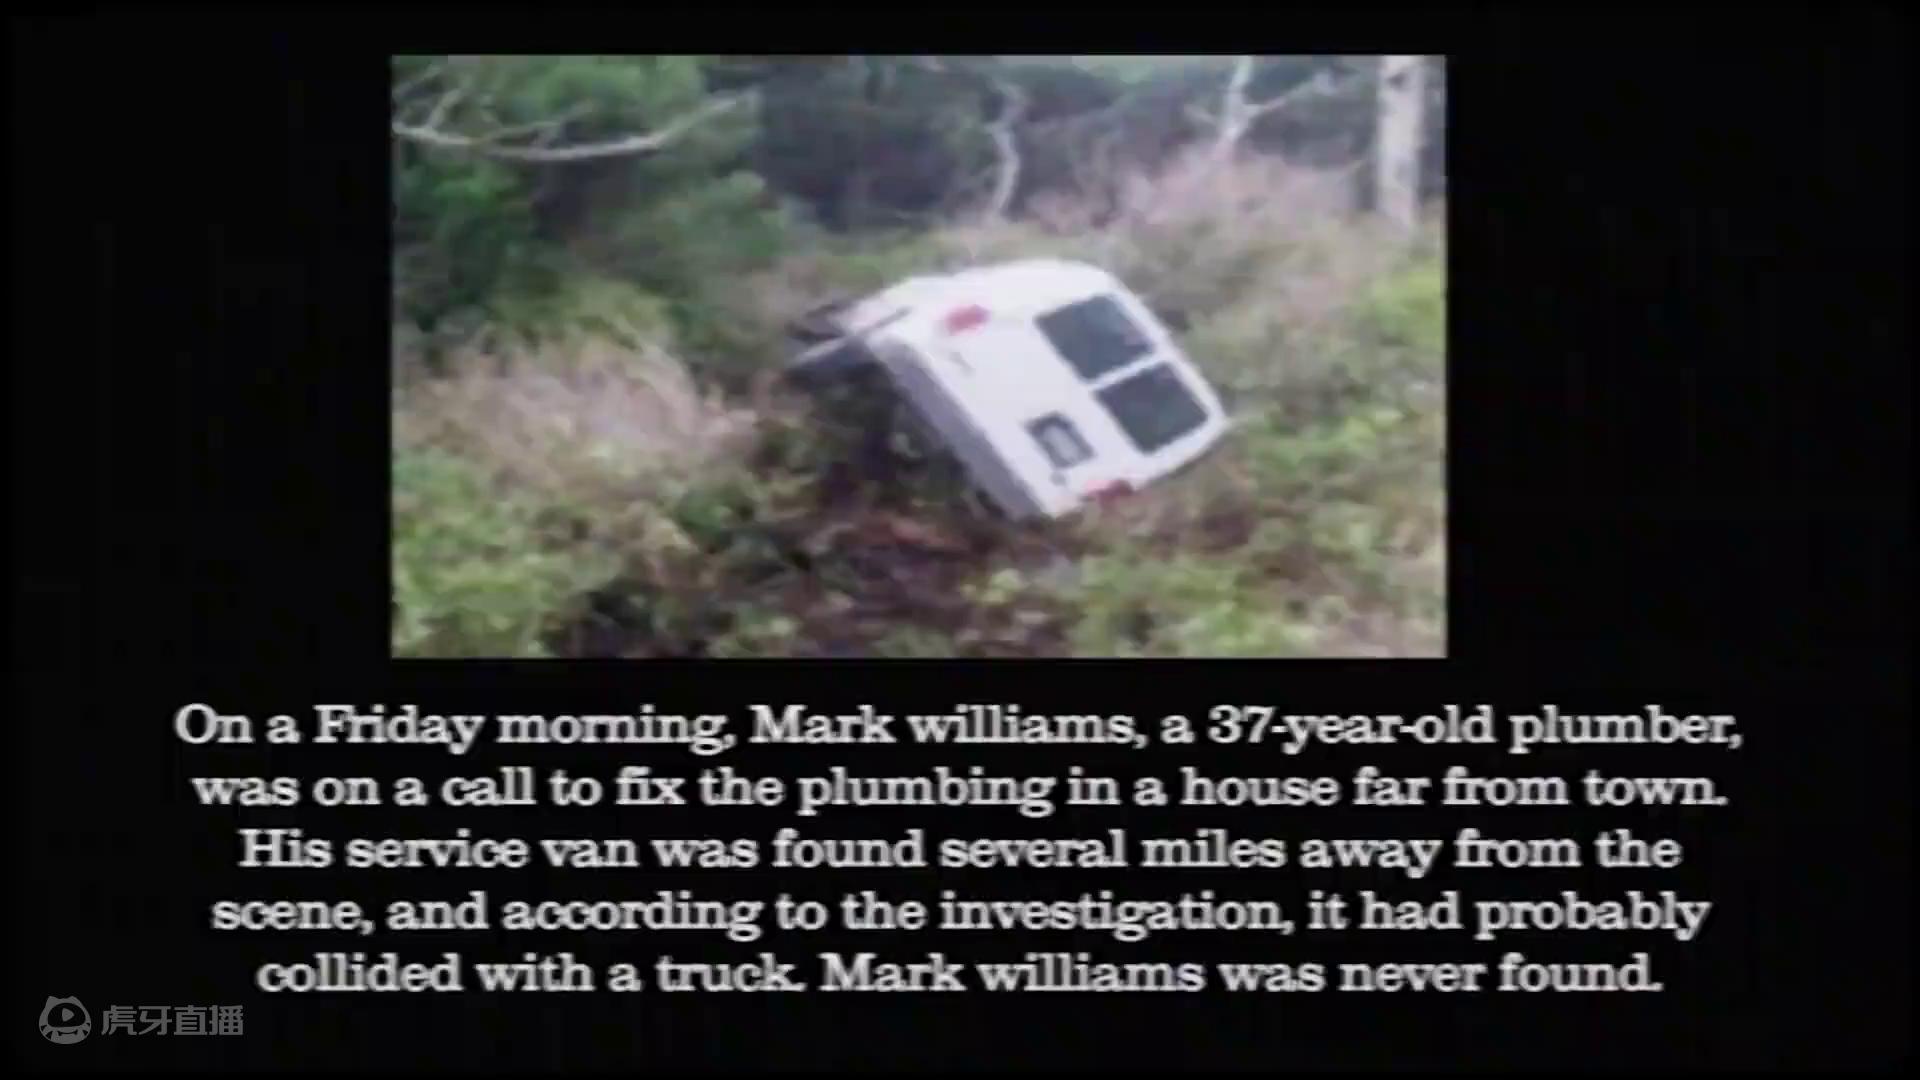 On a Friday morning, Mark williams, a 37-year-old plumber,
was on a call to fix the plumbing in a house far from town.
His service van was found several miles away from the
scene, and according to the investigation, it had probably
collided with a truck. Mark williams was never found.
虎牙直播